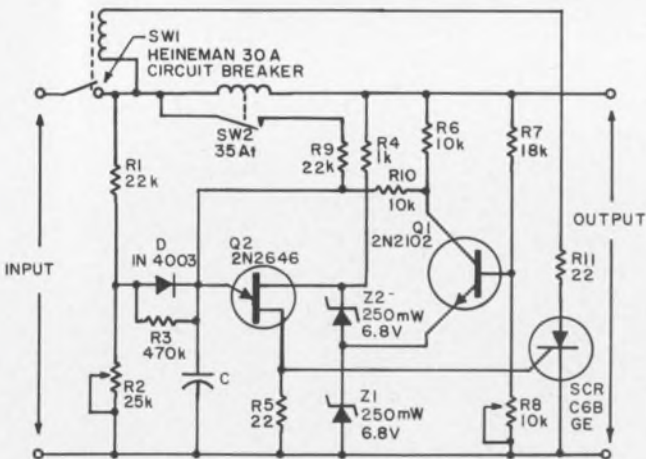 SW1
HEINEMAN 30 A
CIRCUIT BREAKER
SW2
35At
R9
22k
R4
1k
R6
10k
R7
18k
R1
22k
R10
10k
Q1
2N2102
OUTPUT
INPUT
D
IN 4003
Q2
2N2646
R11
22
Z2
250mW
6.8V
R3
470k
C
R2
25k
R5
22
Z1
250mW
6.8V
R8
10k
SCR
C6B
GE